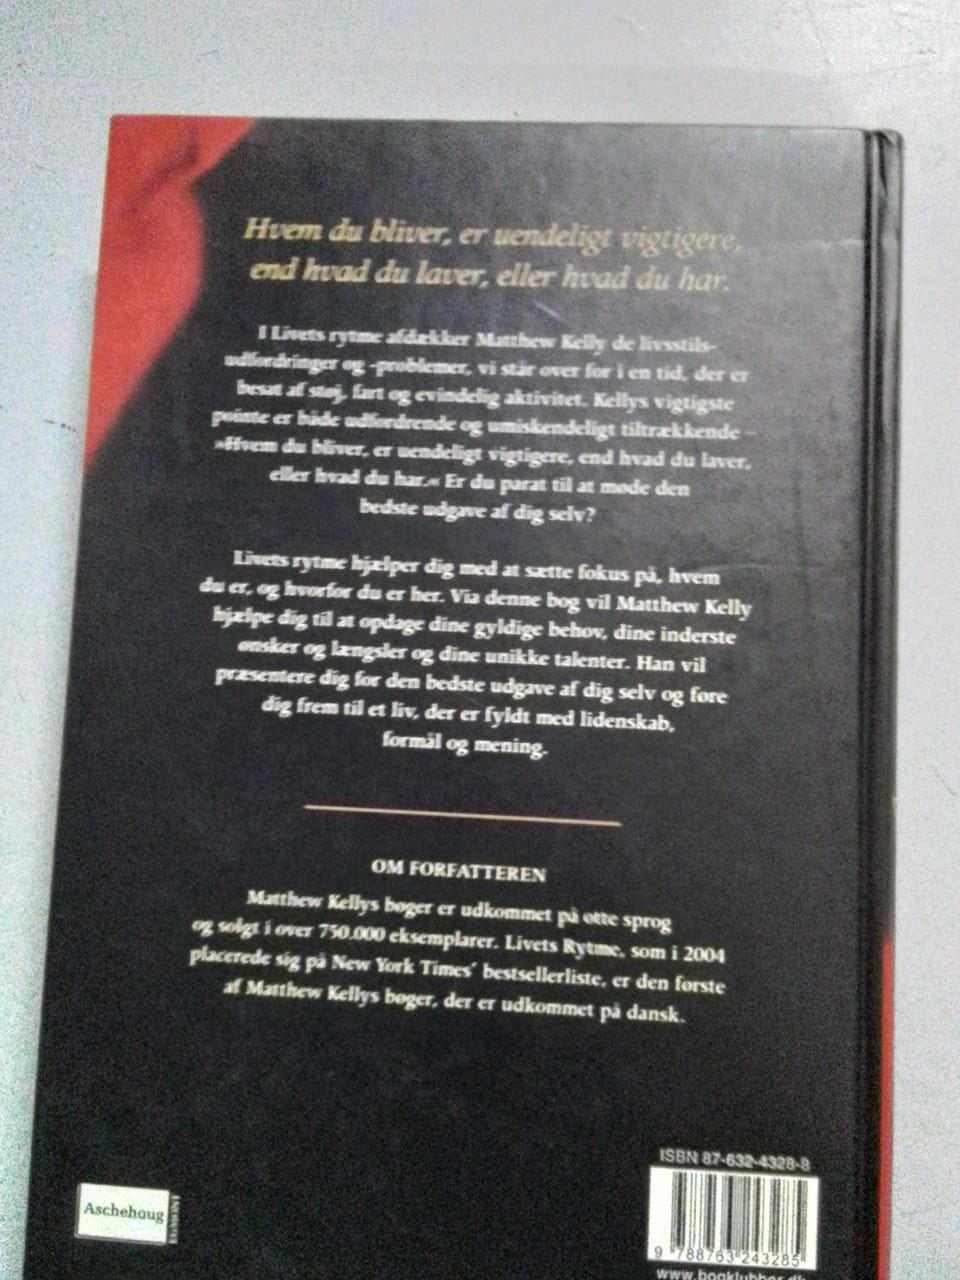 Hvem du bliver, er uendeligt vigtigere,
end hvad du laver, eller hvad du har.
I Livets rytme afdækker Matthew Kelly de livsstils-
udfordringer og -problemer, vi står over for i en tid, der er
besat af støj, fart og evindelig aktivitet. Kellys vigtigste
pointe er både udfordrende og umiskendeligt tiltrækkende –
»Hvem du bliver, er uendeligt vigtigere, end hvad du laver,
eller hvad du har.« Er du parat til at møde den
bedste udgave af dig selv?
Livets rytme hjælper dig med at sætte fokus på, hvem
du er, og hvorfor du er her. Via denne bog vil Matthew Kelly
hjælpe dig til at opdage dine gyldige behov, dine inderste
ønsker og længsler og dine unikke talenter. Han vil
præsentere dig for den bedste udgave af dig selv og føre
dig frem til et liv, der er fyldt med lidenskab,
formål og mening.
OM FORFATTEREN
Matthew Kellys bøger er udkommet på otte sprog
og solgt i over 750.000 eksemplarer. Livets Rytme, som i 2004
placerede sig på New York Times' bestsellerliste, er den første
af Matthew Kellys bøger, der er udkommet på dansk.
ISBN 87-632-4328-8
Aschehoug
9 788763 243285
www.bogklubber.dk